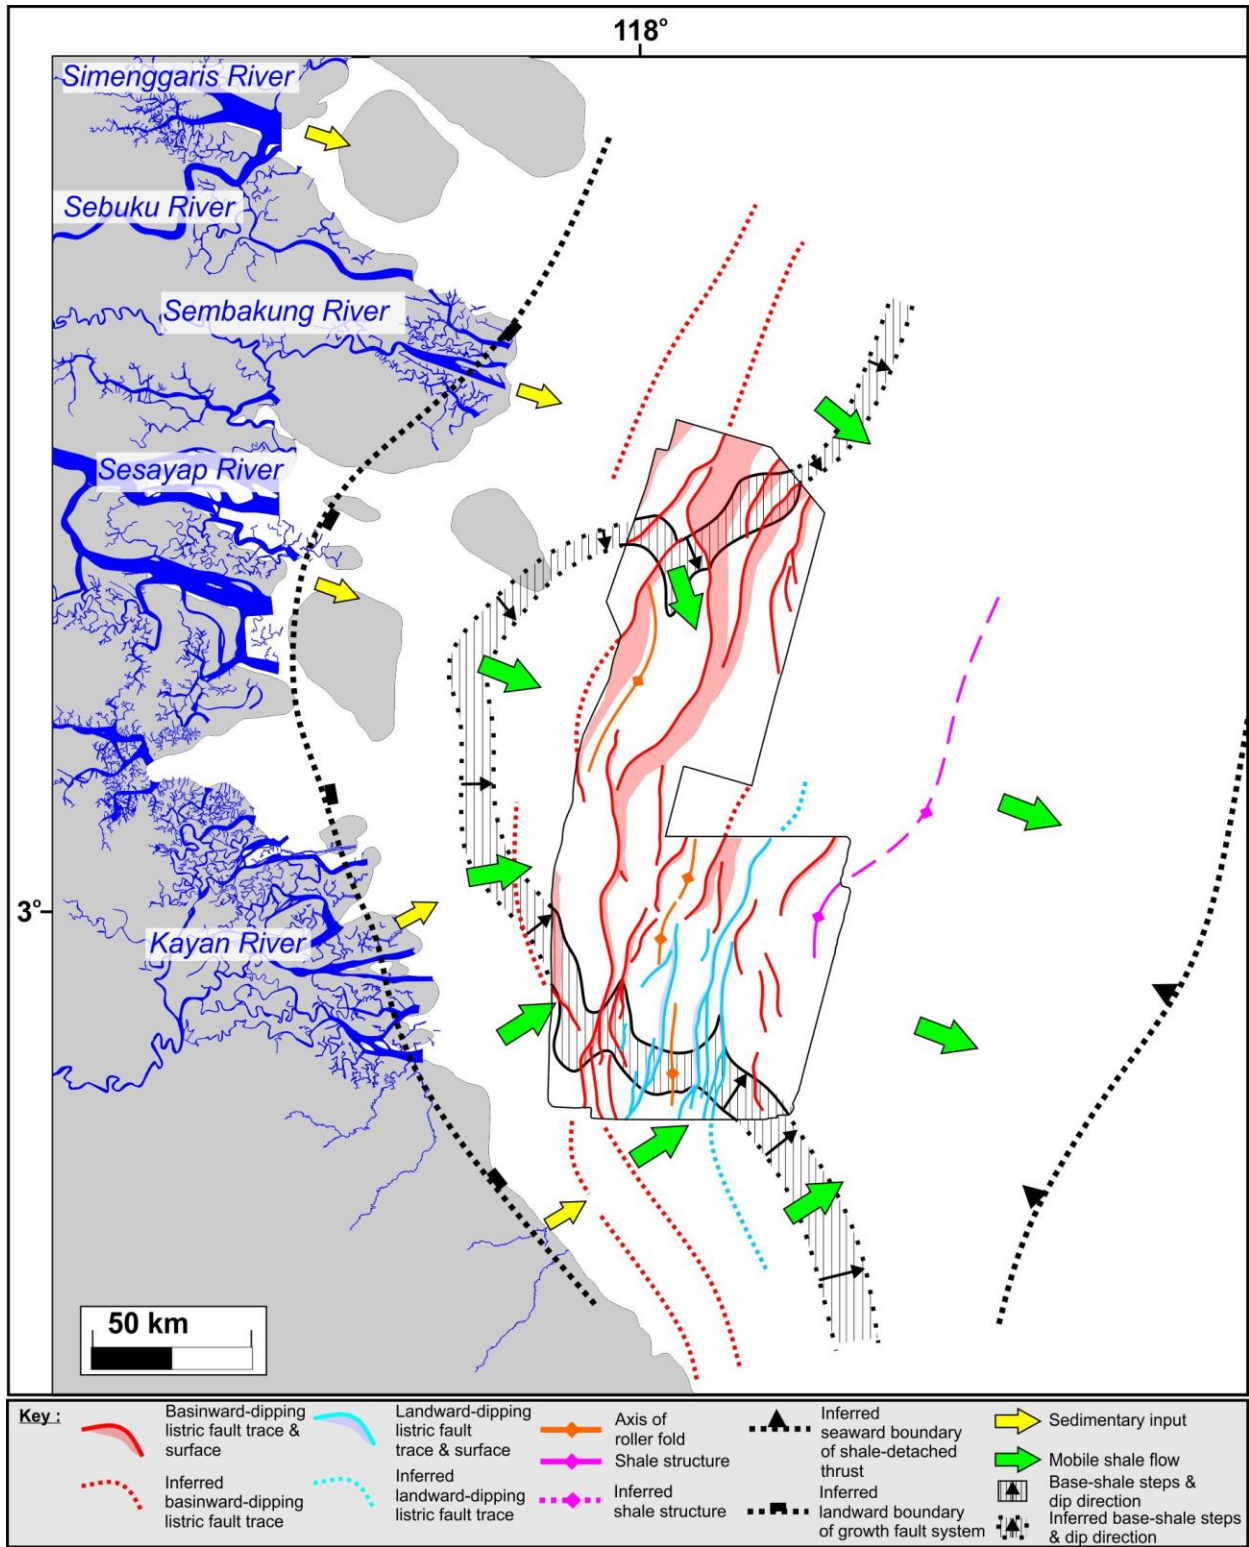 118°
Simenggaris River
Sebuku River
Sembakung River
Sesayap River
3°
Kayan River
50 km
Key :
Basinward-dipping
listric fault trace &
surface
Inferred
basinward-dipping
listric fault trace
Landward-dipping
listric fault
trace & surface
Inferred
landward-dipping
listric fault trace
Axis of
roller fold
Shale structure
Inferred
shale structure
Inferred
seaward boundary
of shale-detached
thrust
Inferred
landward boundary
of growth fault system
Sedimentary input
Mobile shale flow
Base-shale steps &
dip direction
Inferred base-shale steps
& dip direction